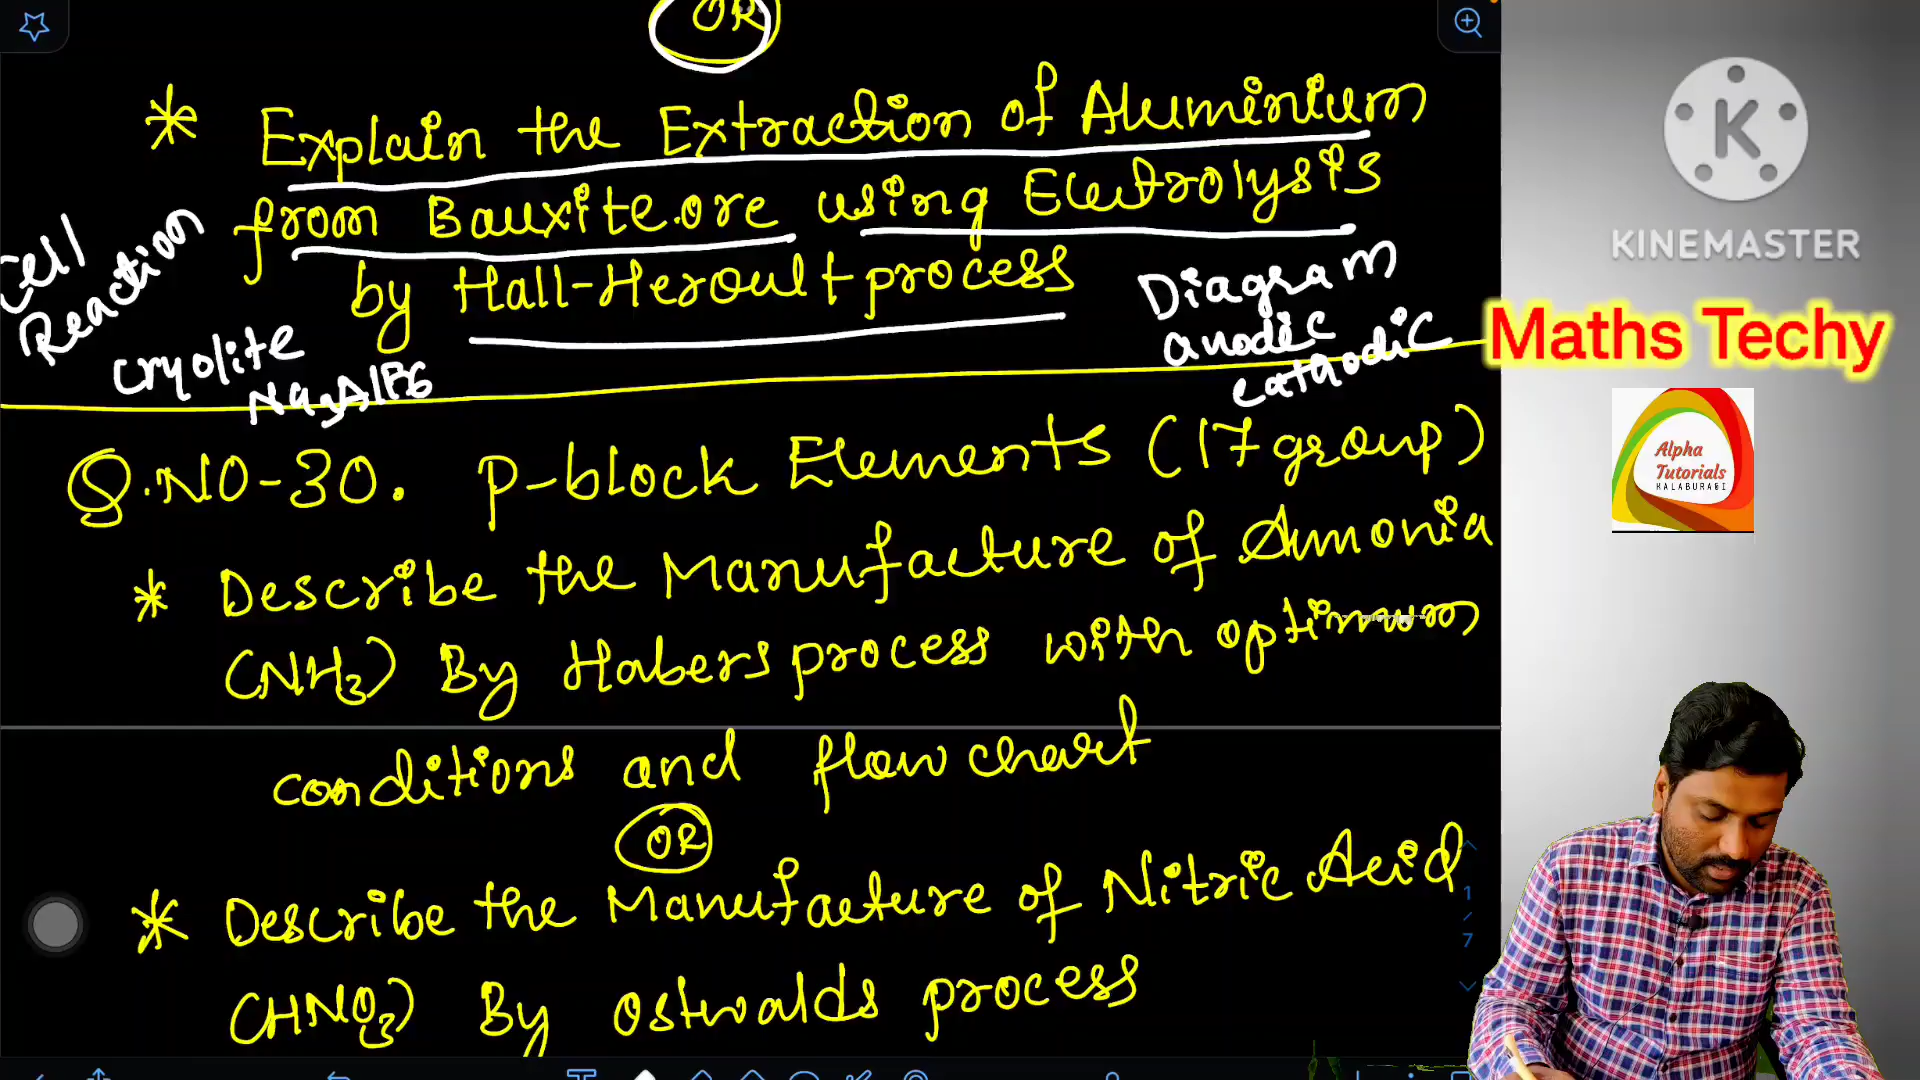 OR
* Explain the Extraction of Aluminium
from Bauxite.ore using Electrolysis
by Hall-Heroult process
Cell
Reaction
Cryolite
Na3AlF6
Diagram
anodic
cathodic
Q.NO-30. P-block Elements (17 group)
* Describe the Manufacture of Ammonia
(NH3) By Habers process with optimum
conditions and flow chart
OR
* Describe the Manufacture of Nitric Acid
(HNO3) By ostwalds process
K
KINEMASTER
Maths Techy
Alpha
Tutorials
KALABURAGI
1
/
7